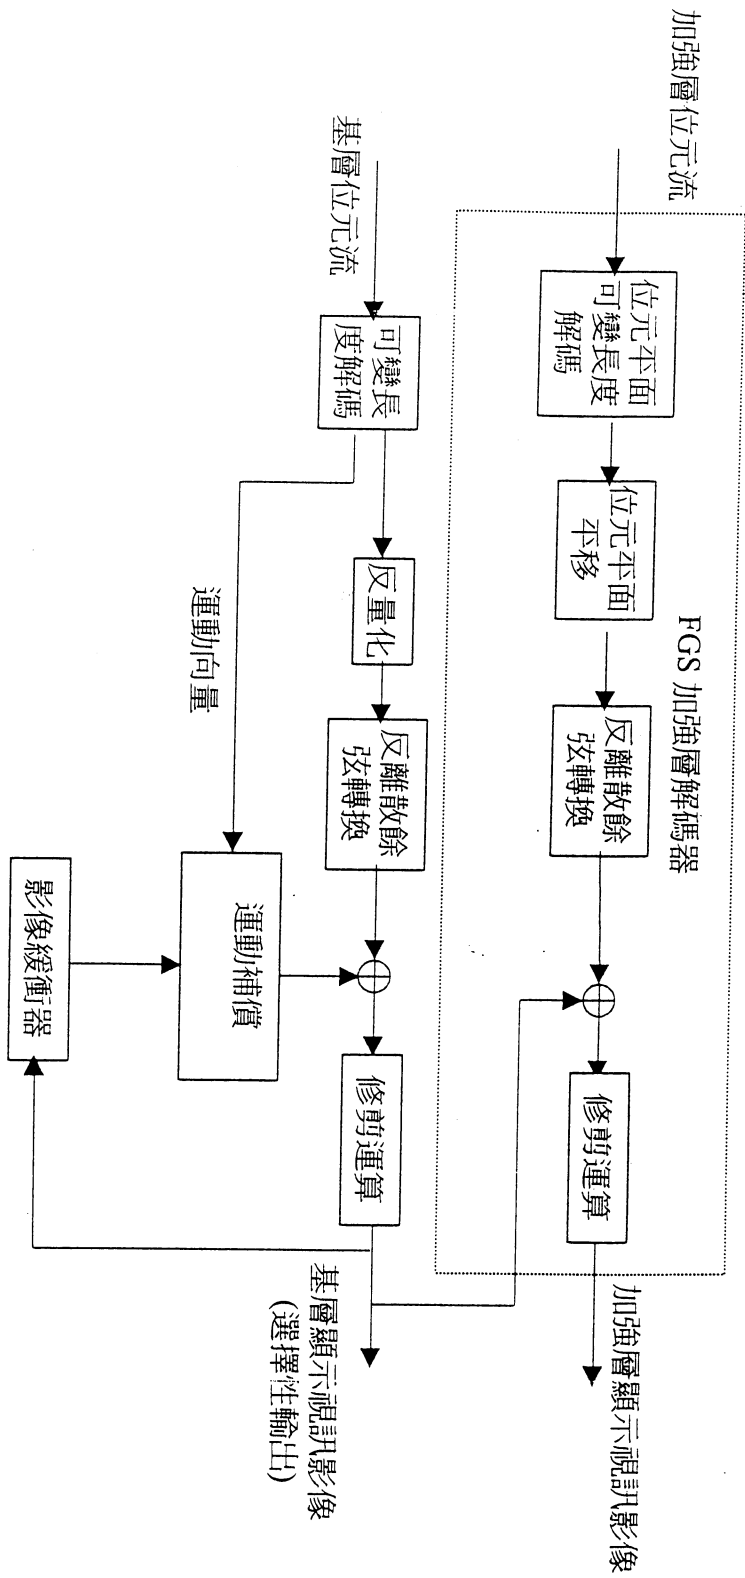 加強層位元流
位元平面
可變長度
解碼
位元平面
平移
FGS 加強層解碼器
反離散餘
弦轉換
修剪運算
加強層顯示視訊影像
基層位元流
可變長
度解碼
反量化
反離散餘
弦轉換
修剪運算
基層顯示視訊影像
(選擇性輸出)
運動向量
運動補償
影像緩衝器